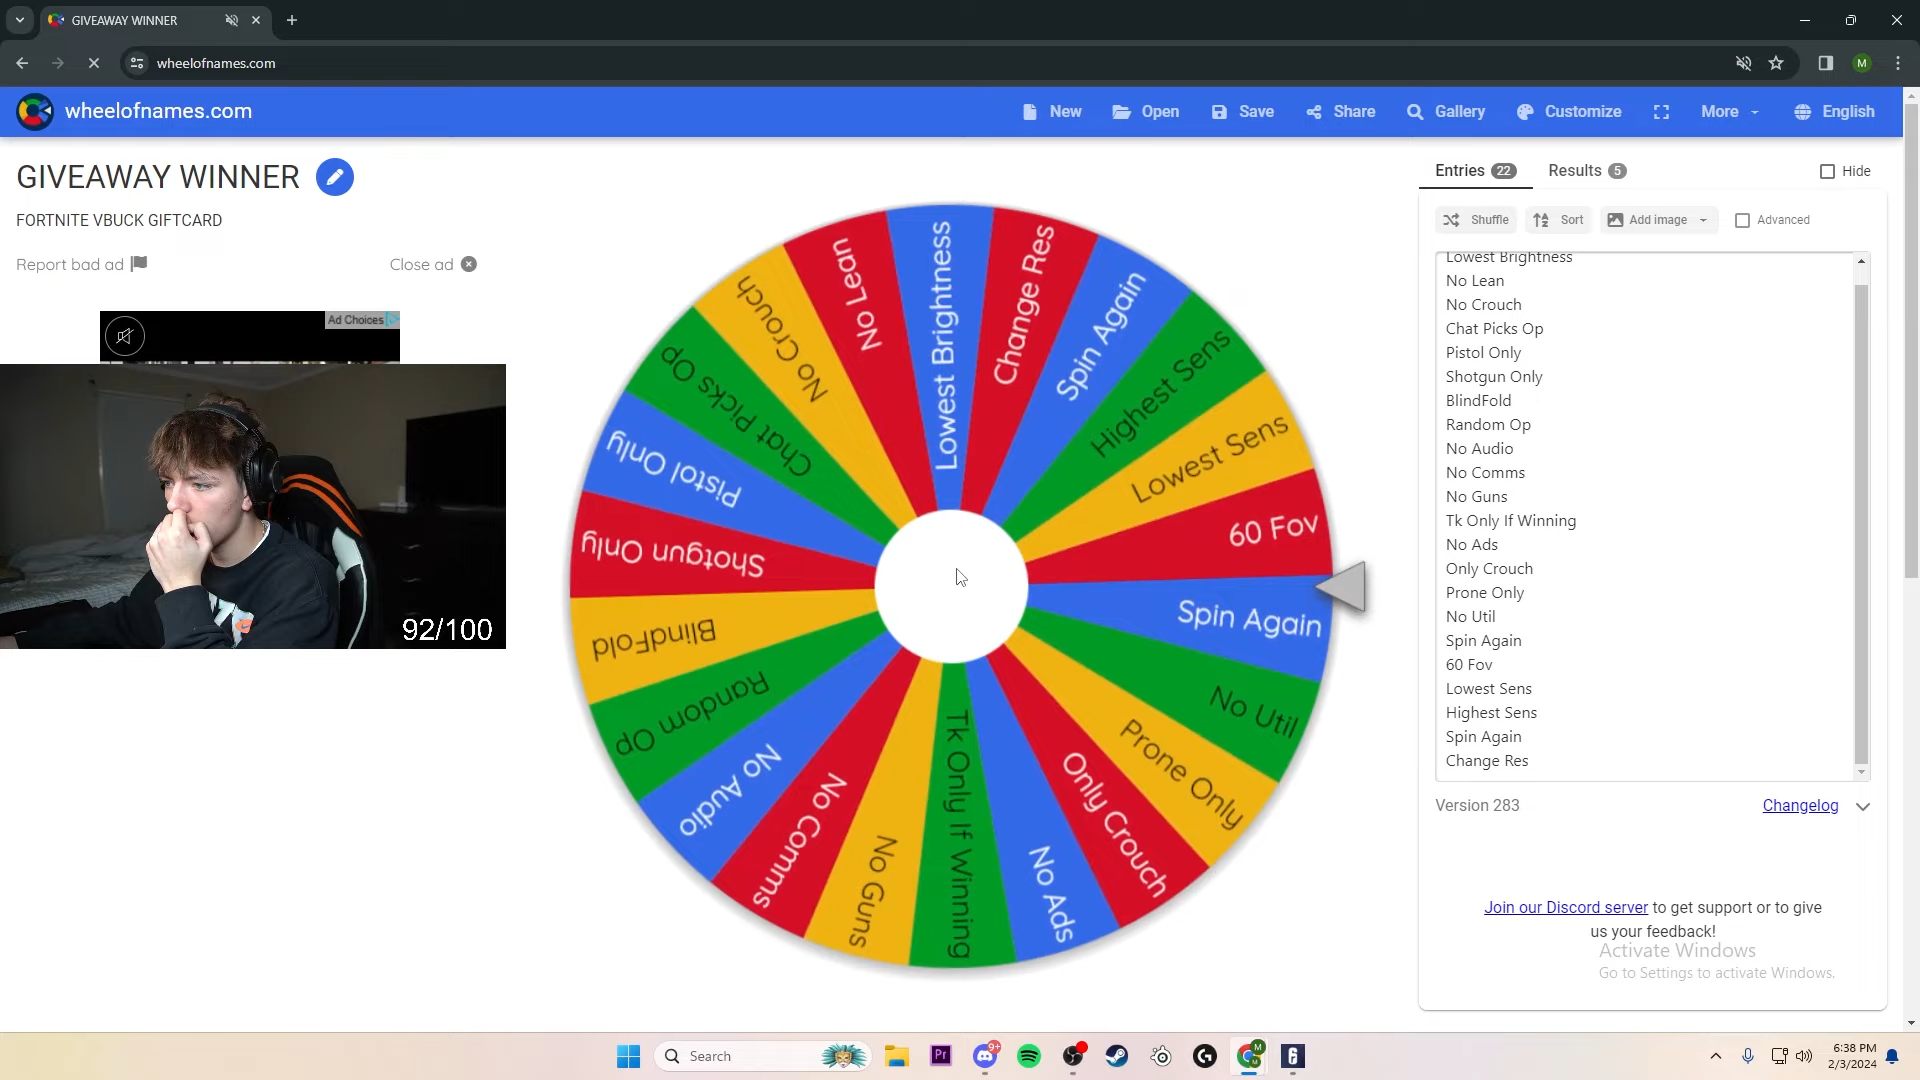 GIVEAWAY WINNER
wheelofnames.com
wheelofnames.com
New
Open
Save
Share
Gallery
Customize
More
English
GIVEAWAY WINNER
FORTNITE VBUCK GIFTCARD
Report bad ad
Close ad
Ad Choices
92/100
Lowest Brightness
Change Res
Spin Again
Highest Sens
Lowest Sens
60 Fov
Spin Again
No Util
Prone Only
Only Crouch
No Ads
Tk Only If Winning
No Guns
No Comms
No Audio
Random Op
BlindFold
Shotgun Only
Pistol Only
Chat Picks Op
No Crouch
No Lean
Entries 22
Results 5
Hide
Shuffle
Sort
Add image
Advanced
Lowest Brightness
No Lean
No Crouch
Chat Picks Op
Pistol Only
Shotgun Only
BlindFold
Random Op
No Audio
No Comms
No Guns
Tk Only If Winning
No Ads
Only Crouch
Prone Only
No Util
Spin Again
60 Fov
Lowest Sens
Highest Sens
Spin Again
Change Res
Version 283
Changelog
Join our Discord server to get support or to give
us your feedback!
Activate Windows
Go to Settings to activate Windows.
Search
Pr
9+
M
6
6:38 PM
2/3/2024
M